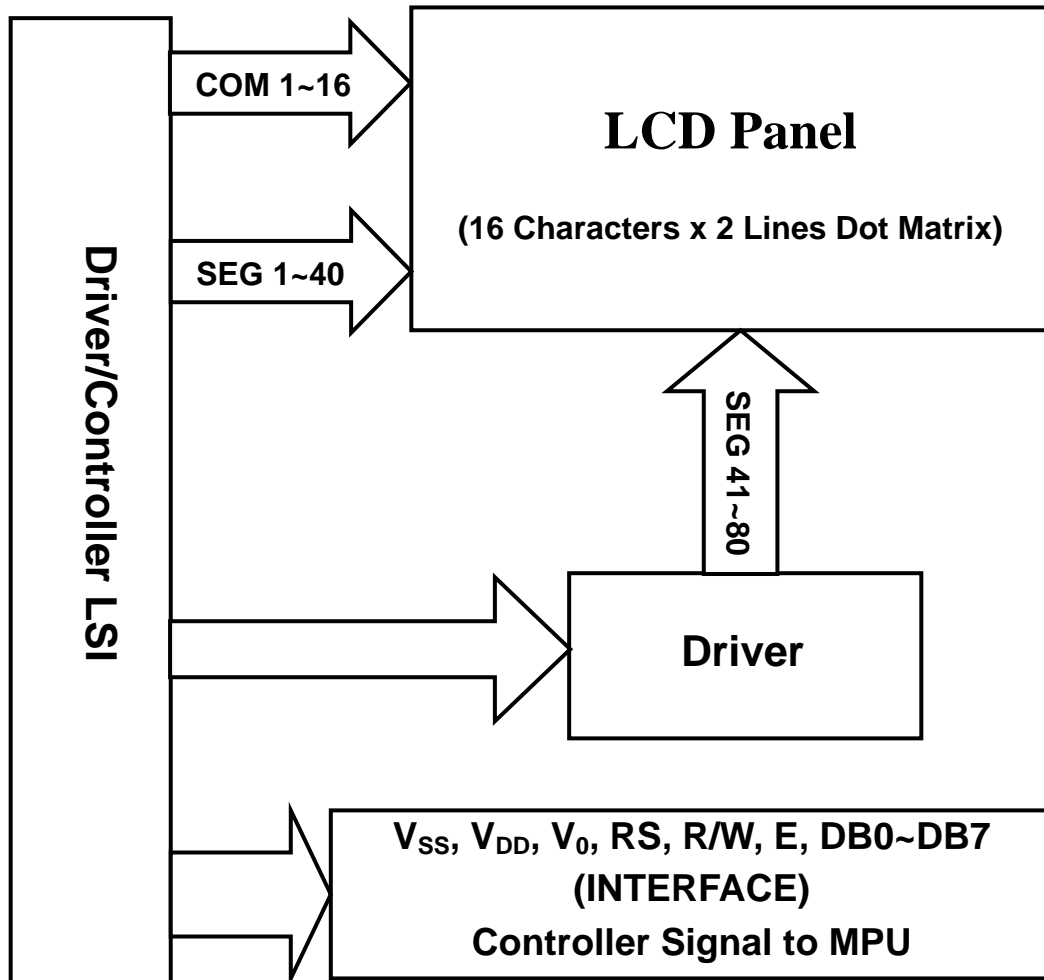 COM 1~16
LCD Panel
(16 Characters x 2 Lines Dot Matrix)
SEG 1~40
Driver/Controller LSI
SEG 41~80
Driver
VSS, VDD, V0, RS, R/W, E, DB0~DB7
(INTERFACE)
Controller Signal to MPU